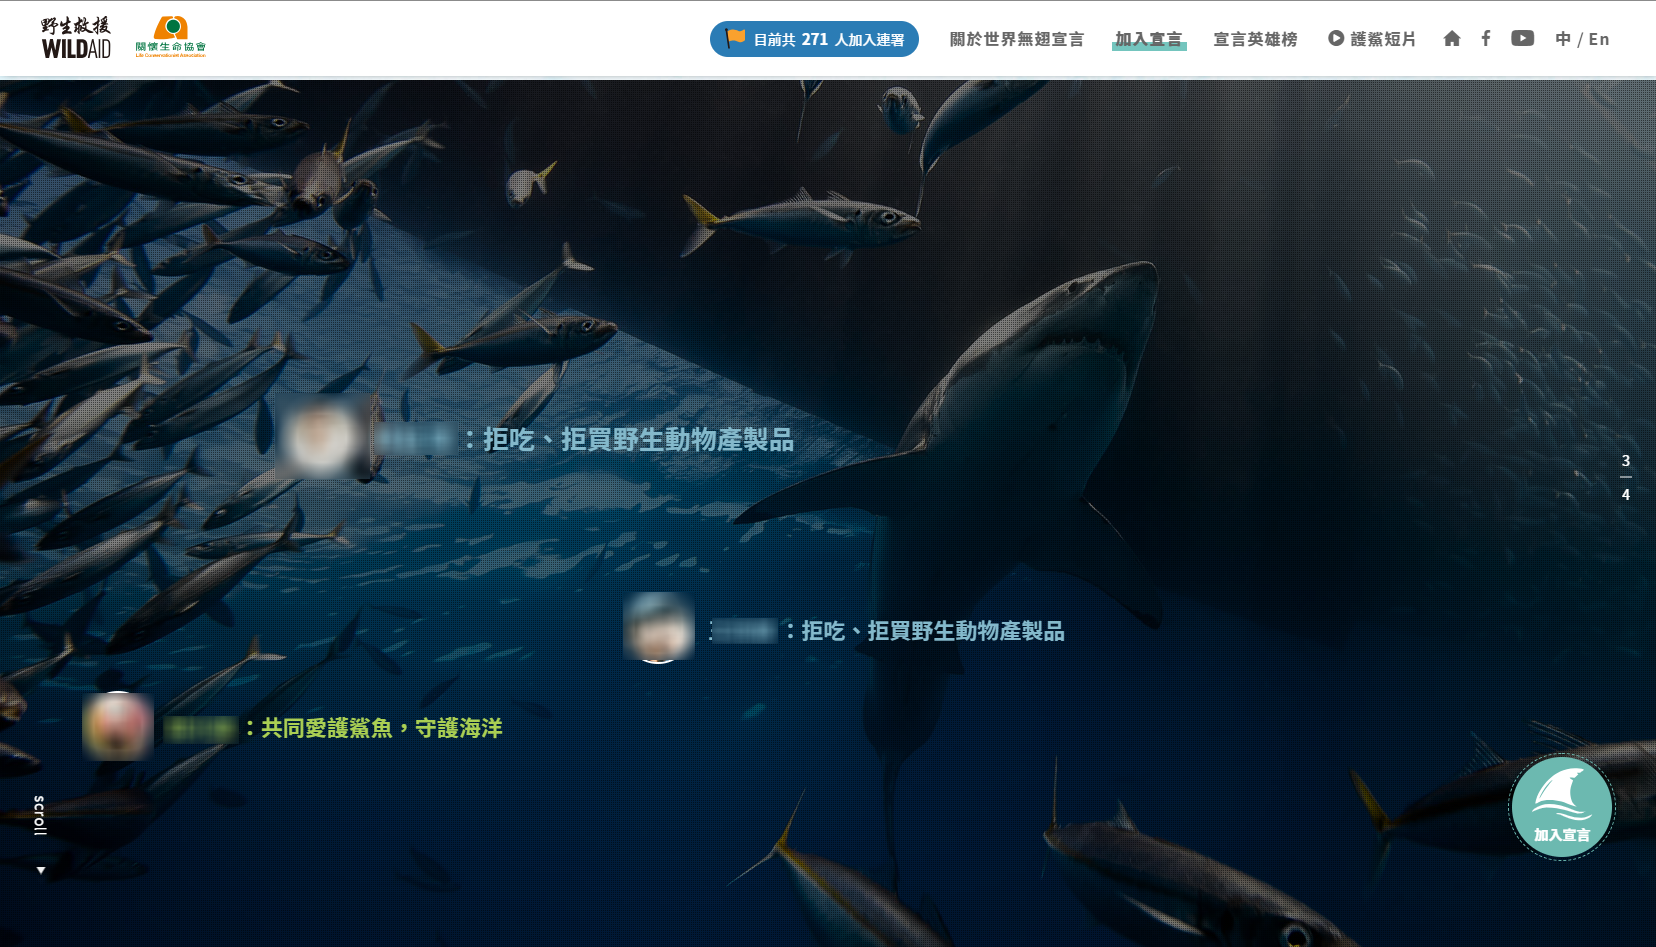 野生救援
WILDAID
關懷生命協會
Life Conservationist Association
目前共 271 人加入連署
關於世界無翅宣言
加入宣言
宣言英雄榜
護鯊短片
中 / En
：拒吃、拒買野生動物產製品
3
4
：拒吃、拒買野生動物產製品
：共同愛護鯊魚，守護海洋
scroll
加入宣言